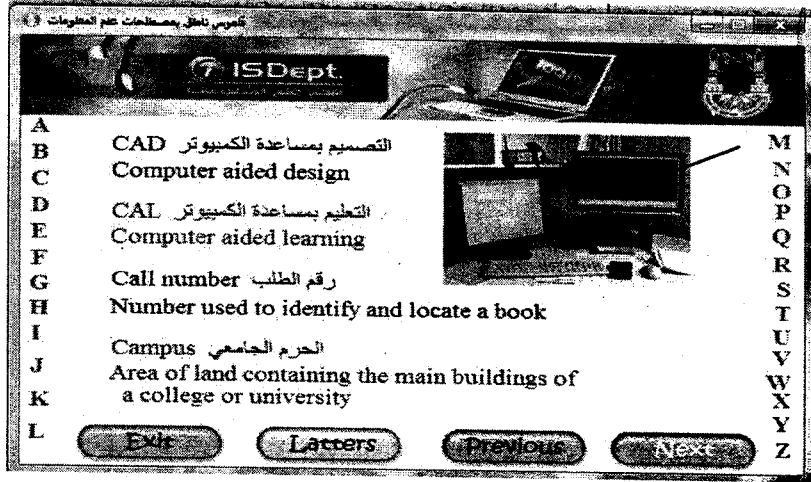 قاموس ناطق بمصطلحات علم المعلومات
ISDept.
A
B
C
D
E
F
G
H
I
J
K
L
CAD التصميم بمساعدة الكمبيوتر
Computer aided design
CAL التعليم بمساعدة الكمبيوتر
Computer aided learning
Call number رقم الطلب
Number used to identify and locate a book
Campus الحرم الجامعي
Area of land containing the main buildings of
a college or university
M
N
O
P
Q
R
S
T
U
V
W
X
Y
Z
Exit
Latters
Previous
Next